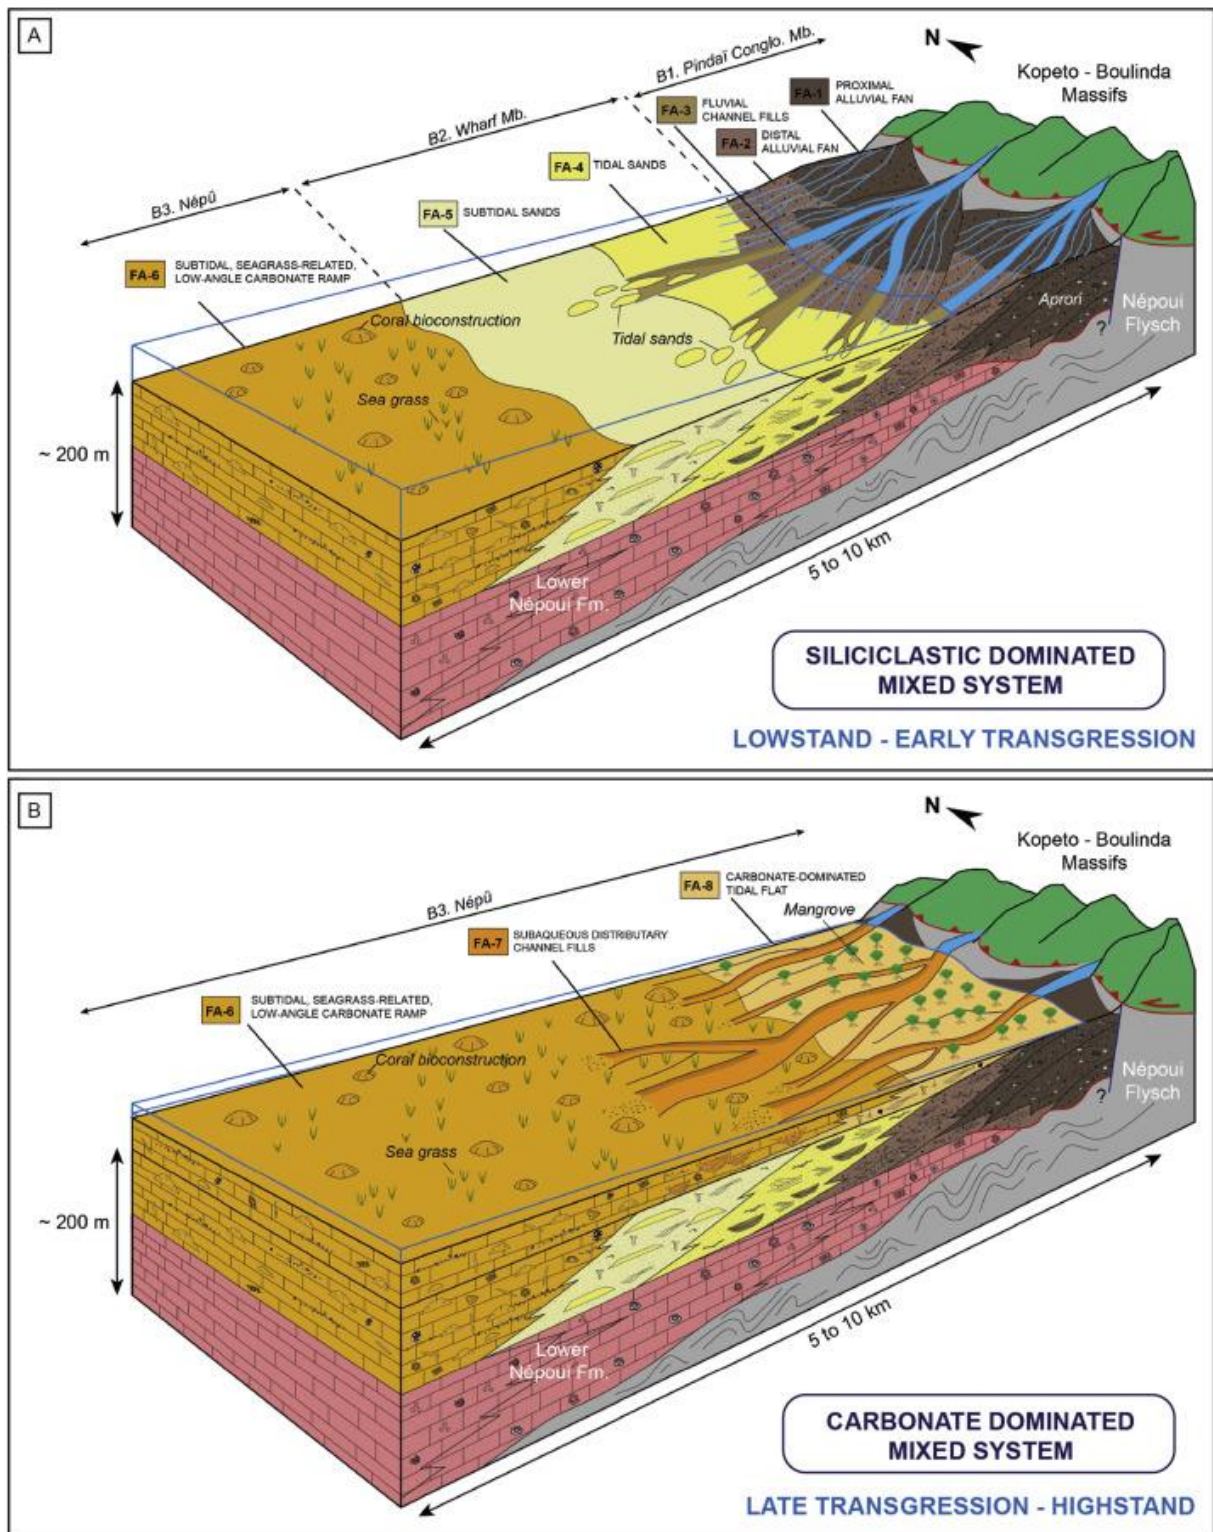 A
N
Kopeto - Boulinda
Massifs
B1. Pindaï Conglo. Mb.
B2. Wharf Mb.
B3. Népû
FA-1
PROXIMAL
ALLUVIAL FAN
FA-3
FLUVIAL
CHANNEL FILLS
FA-2
DISTAL
ALLUVIAL FAN
FA-4
TIDAL SANDS
FA-5
SUBTIDAL SANDS
FA-6
SUBTIDAL, SEAGRASS-RELATED,
LOW-ANGLE CARBONATE RAMP
Coral bioconstruction
Tidal sands
Sea grass
Aprori
Népoui
Flysch
?
~ 200 m
5 to 10 km
Lower
Népoui Fm.
SILICICLASTIC DOMINATED
MIXED SYSTEM
LOWSTAND - EARLY TRANSGRESSION
B
N
Kopeto - Boulinda
Massifs
B3. Népû
FA-8
CARBONATE-DOMINATED
TIDAL FLAT
Mangrove
FA-7
SUBAQUEOUS DISTRIBUTARY
CHANNEL FILLS
FA-6
SUBTIDAL, SEAGRASS-RELATED,
LOW-ANGLE CARBONATE RAMP
Coral bioconstruction
Sea grass
Népoui
Flysch
?
~ 200 m
5 to 10 km
Lower
Népoui Fm.
CARBONATE DOMINATED
MIXED SYSTEM
LATE TRANSGRESSION - HIGHSTAND